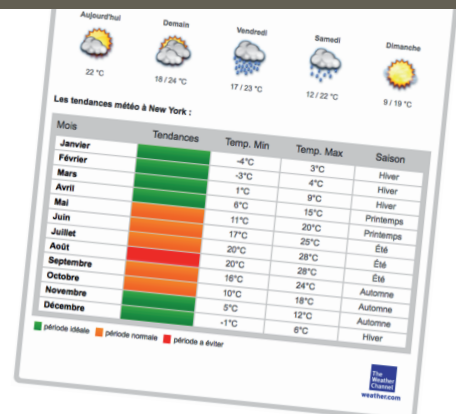 Aujourd'hui Demain Vendredi Samedi Dimanche
22 °C 18 / 24 °C 17 / 23 °C 12 / 22 °C 9 / 19 °C
Les tendances météo à New York :
Mois Tendances Temp. Min Temp. Max Saison
Janvier -4°C 3°C Hiver
Février -3°C 4°C Hiver
Mars 1°C 9°C Hiver
Avril 6°C 15°C Printemps
Mai 11°C 20°C Printemps
Juin 17°C 25°C Été
Juillet 20°C 28°C Été
Août 20°C 28°C Été
Septembre 16°C 24°C Automne
Octobre 10°C 18°C Automne
Novembre 5°C 12°C Automne
Décembre -1°C 6°C Hiver
période idéale période normale période a éviter
The
Weather
Channel
weather.com